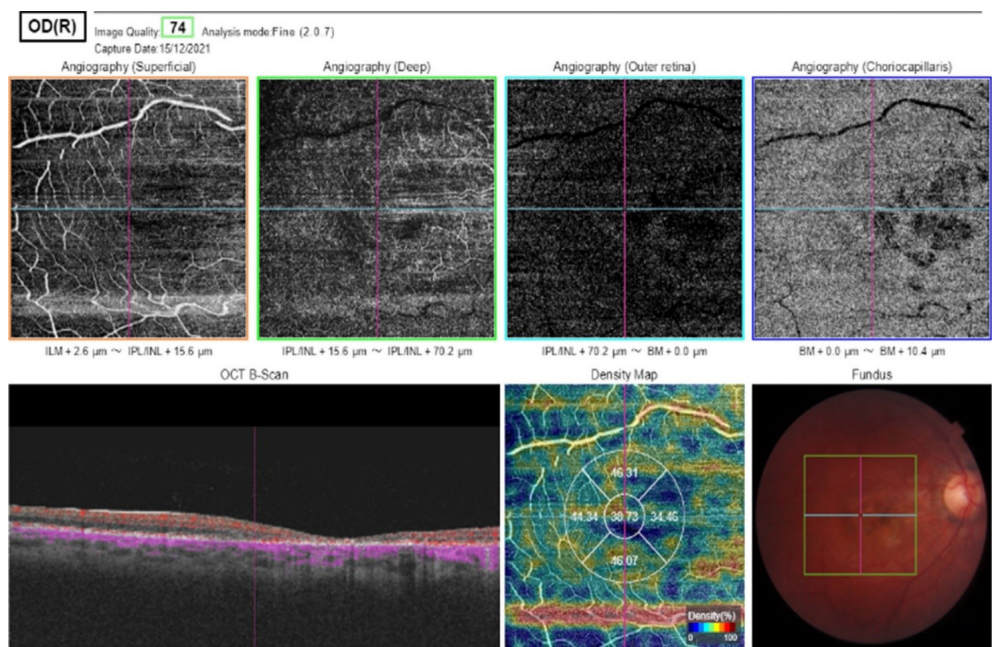 OD(R)
Image Quality: 74 Analysis mode:Fine (2.0.7)
Capture Date:15/12/2021
Angiography (Superficial)
Angiography (Deep)
Angiography (Outer retina)
Angiography (Choriocapillaris)
ILM + 2.6 µm ～ IPL/INL + 15.6 µm
IPL/INL + 15.6 µm ～ IPL/INL + 70.2 µm
IPL/INL + 70.2 µm ～ BM + 0.0 µm
BM + 0.0 µm ～ BM + 10.4 µm
OCT B-Scan
Density Map
Fundus
46.31
44.34
34.46
46.07
Density(%)
0 100